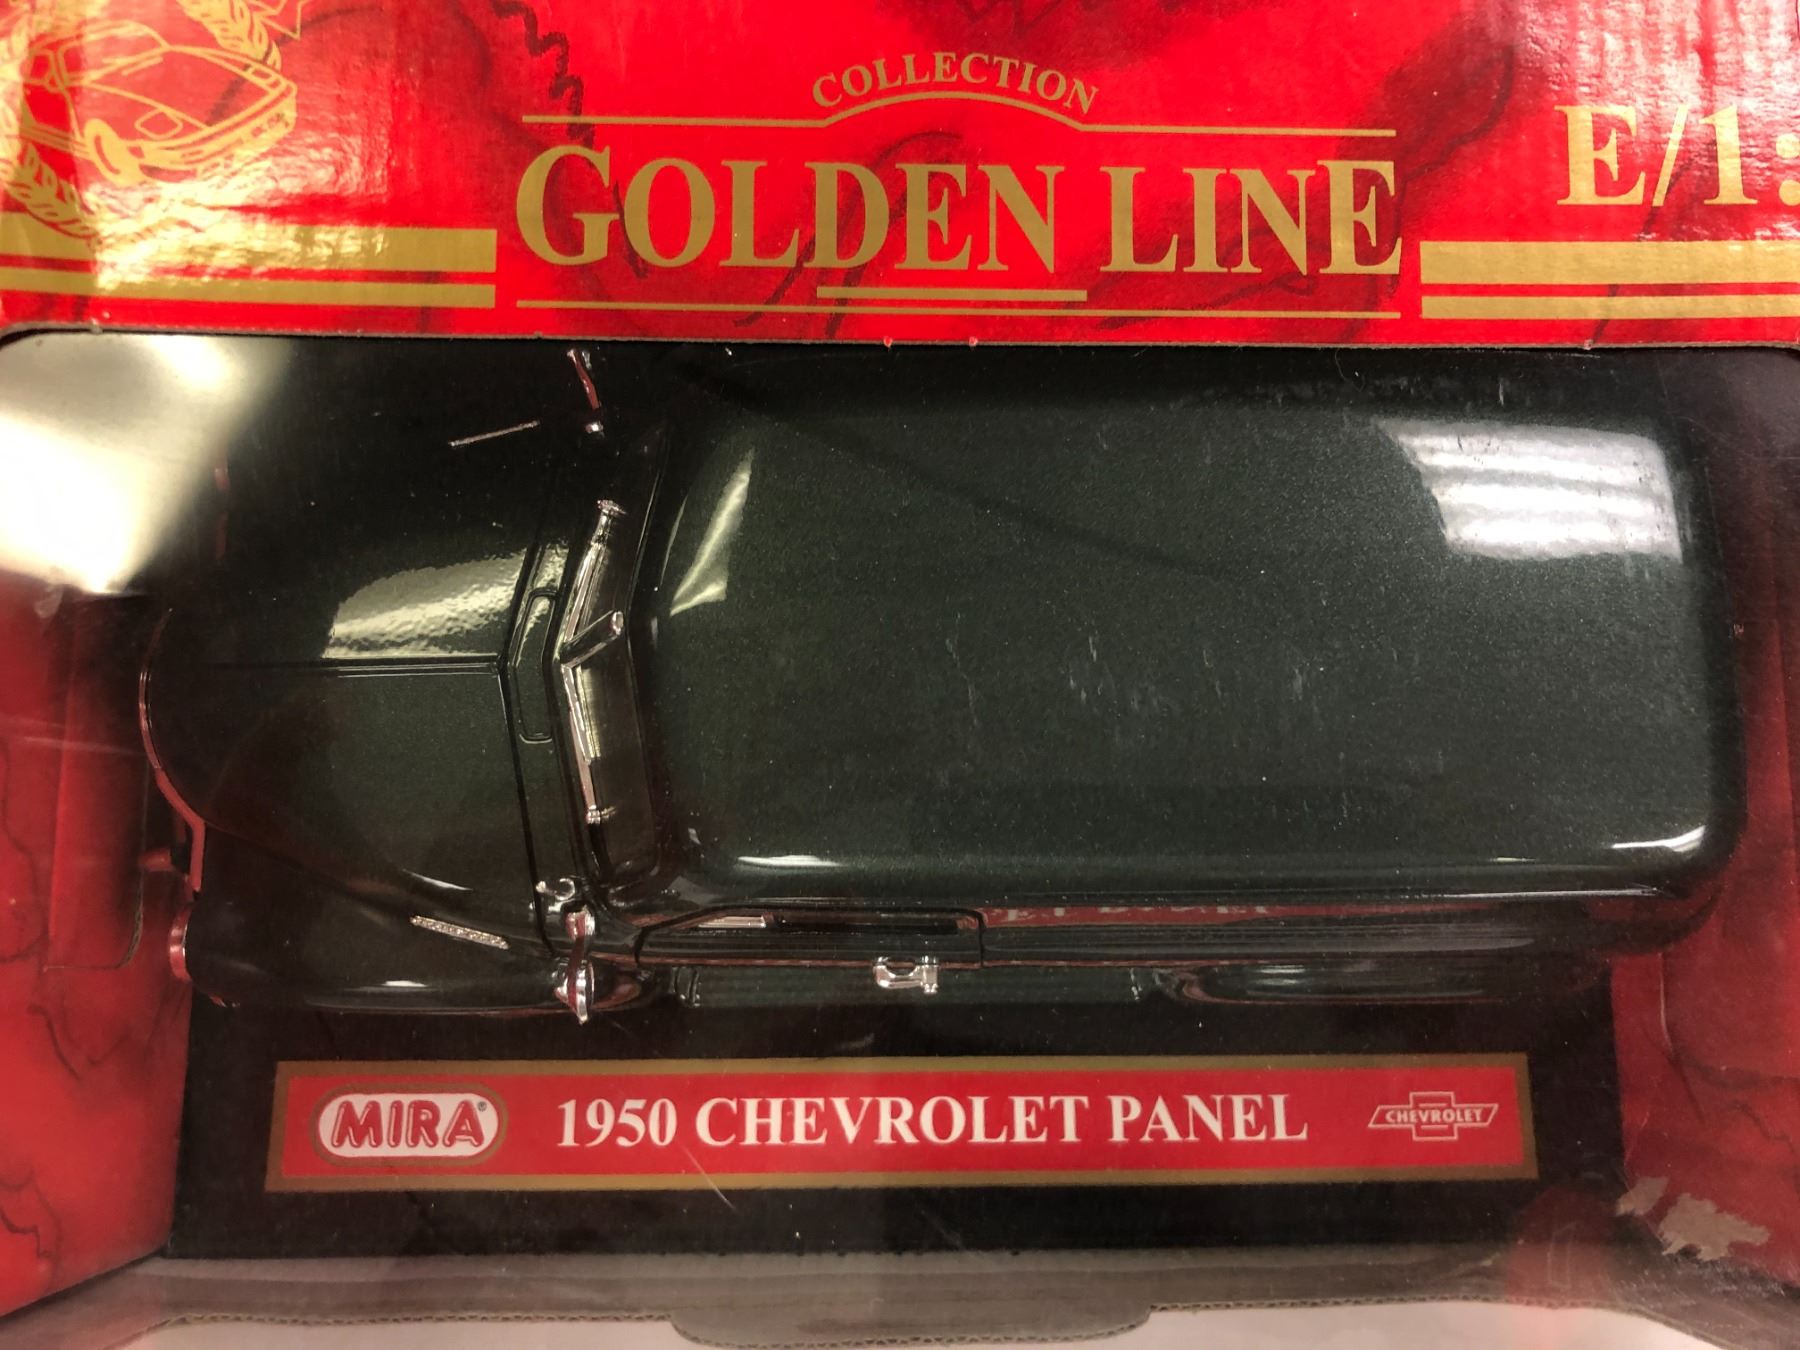 COLLECTION
GOLDEN LINE
E/1:
MIRA®
1950 CHEVROLET PANEL
CHEVROLET